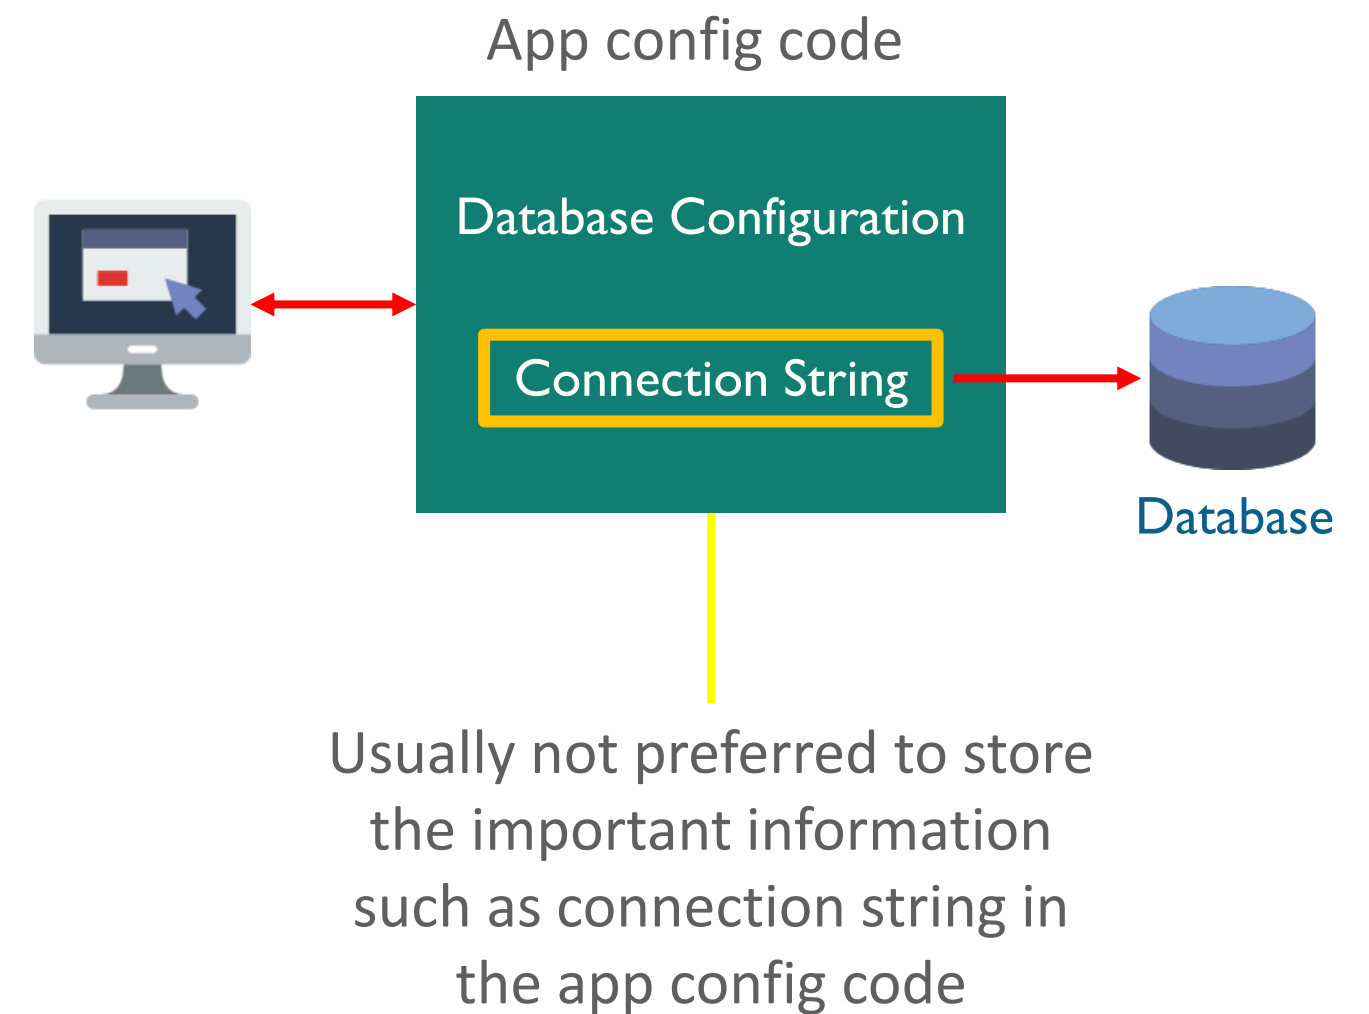 App config code
Database Configuration
Connection String
Database
Usually not preferred to store
the important information
such as connection string in
the app config code